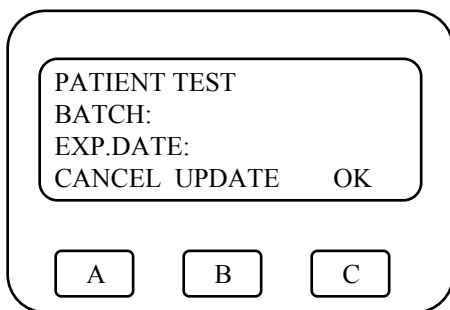 PATIENT TEST
BATCH:
EXP.DATE:
CANCEL UPDATE OK
A B C